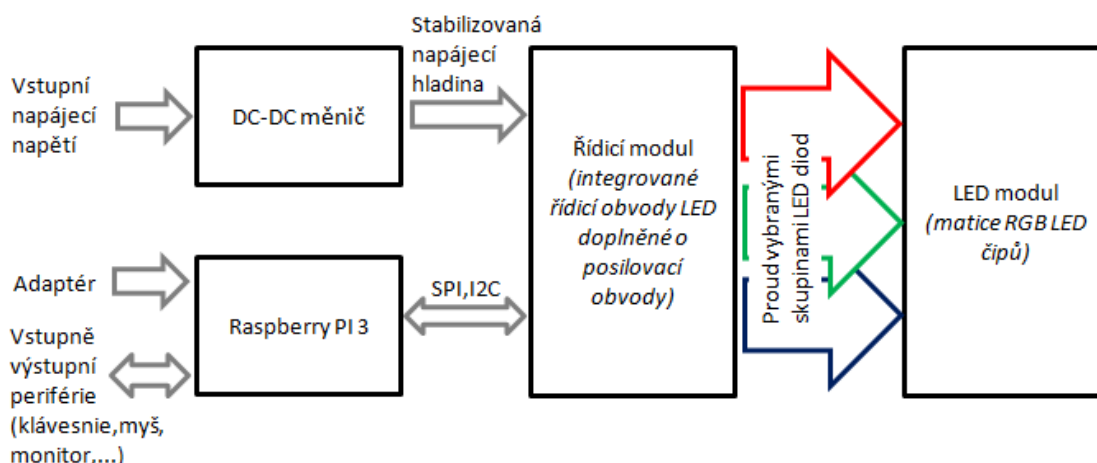 Vstupní
napájecí
napětí
DC-DC měnič
Stabilizovaná
napájecí
hladina
Adaptér
Vstupně
výstupní
periférie
(klávesnie,myš,
monitor....)
Raspberry PI 3
SPI,I2C
Řídicí modul
(integrované
řídicí obvody LED
doplněné o
posilovací
obvody)
Proud vybranými
skupinami LED diod
LED modul
(matice RGB LED
čipů)